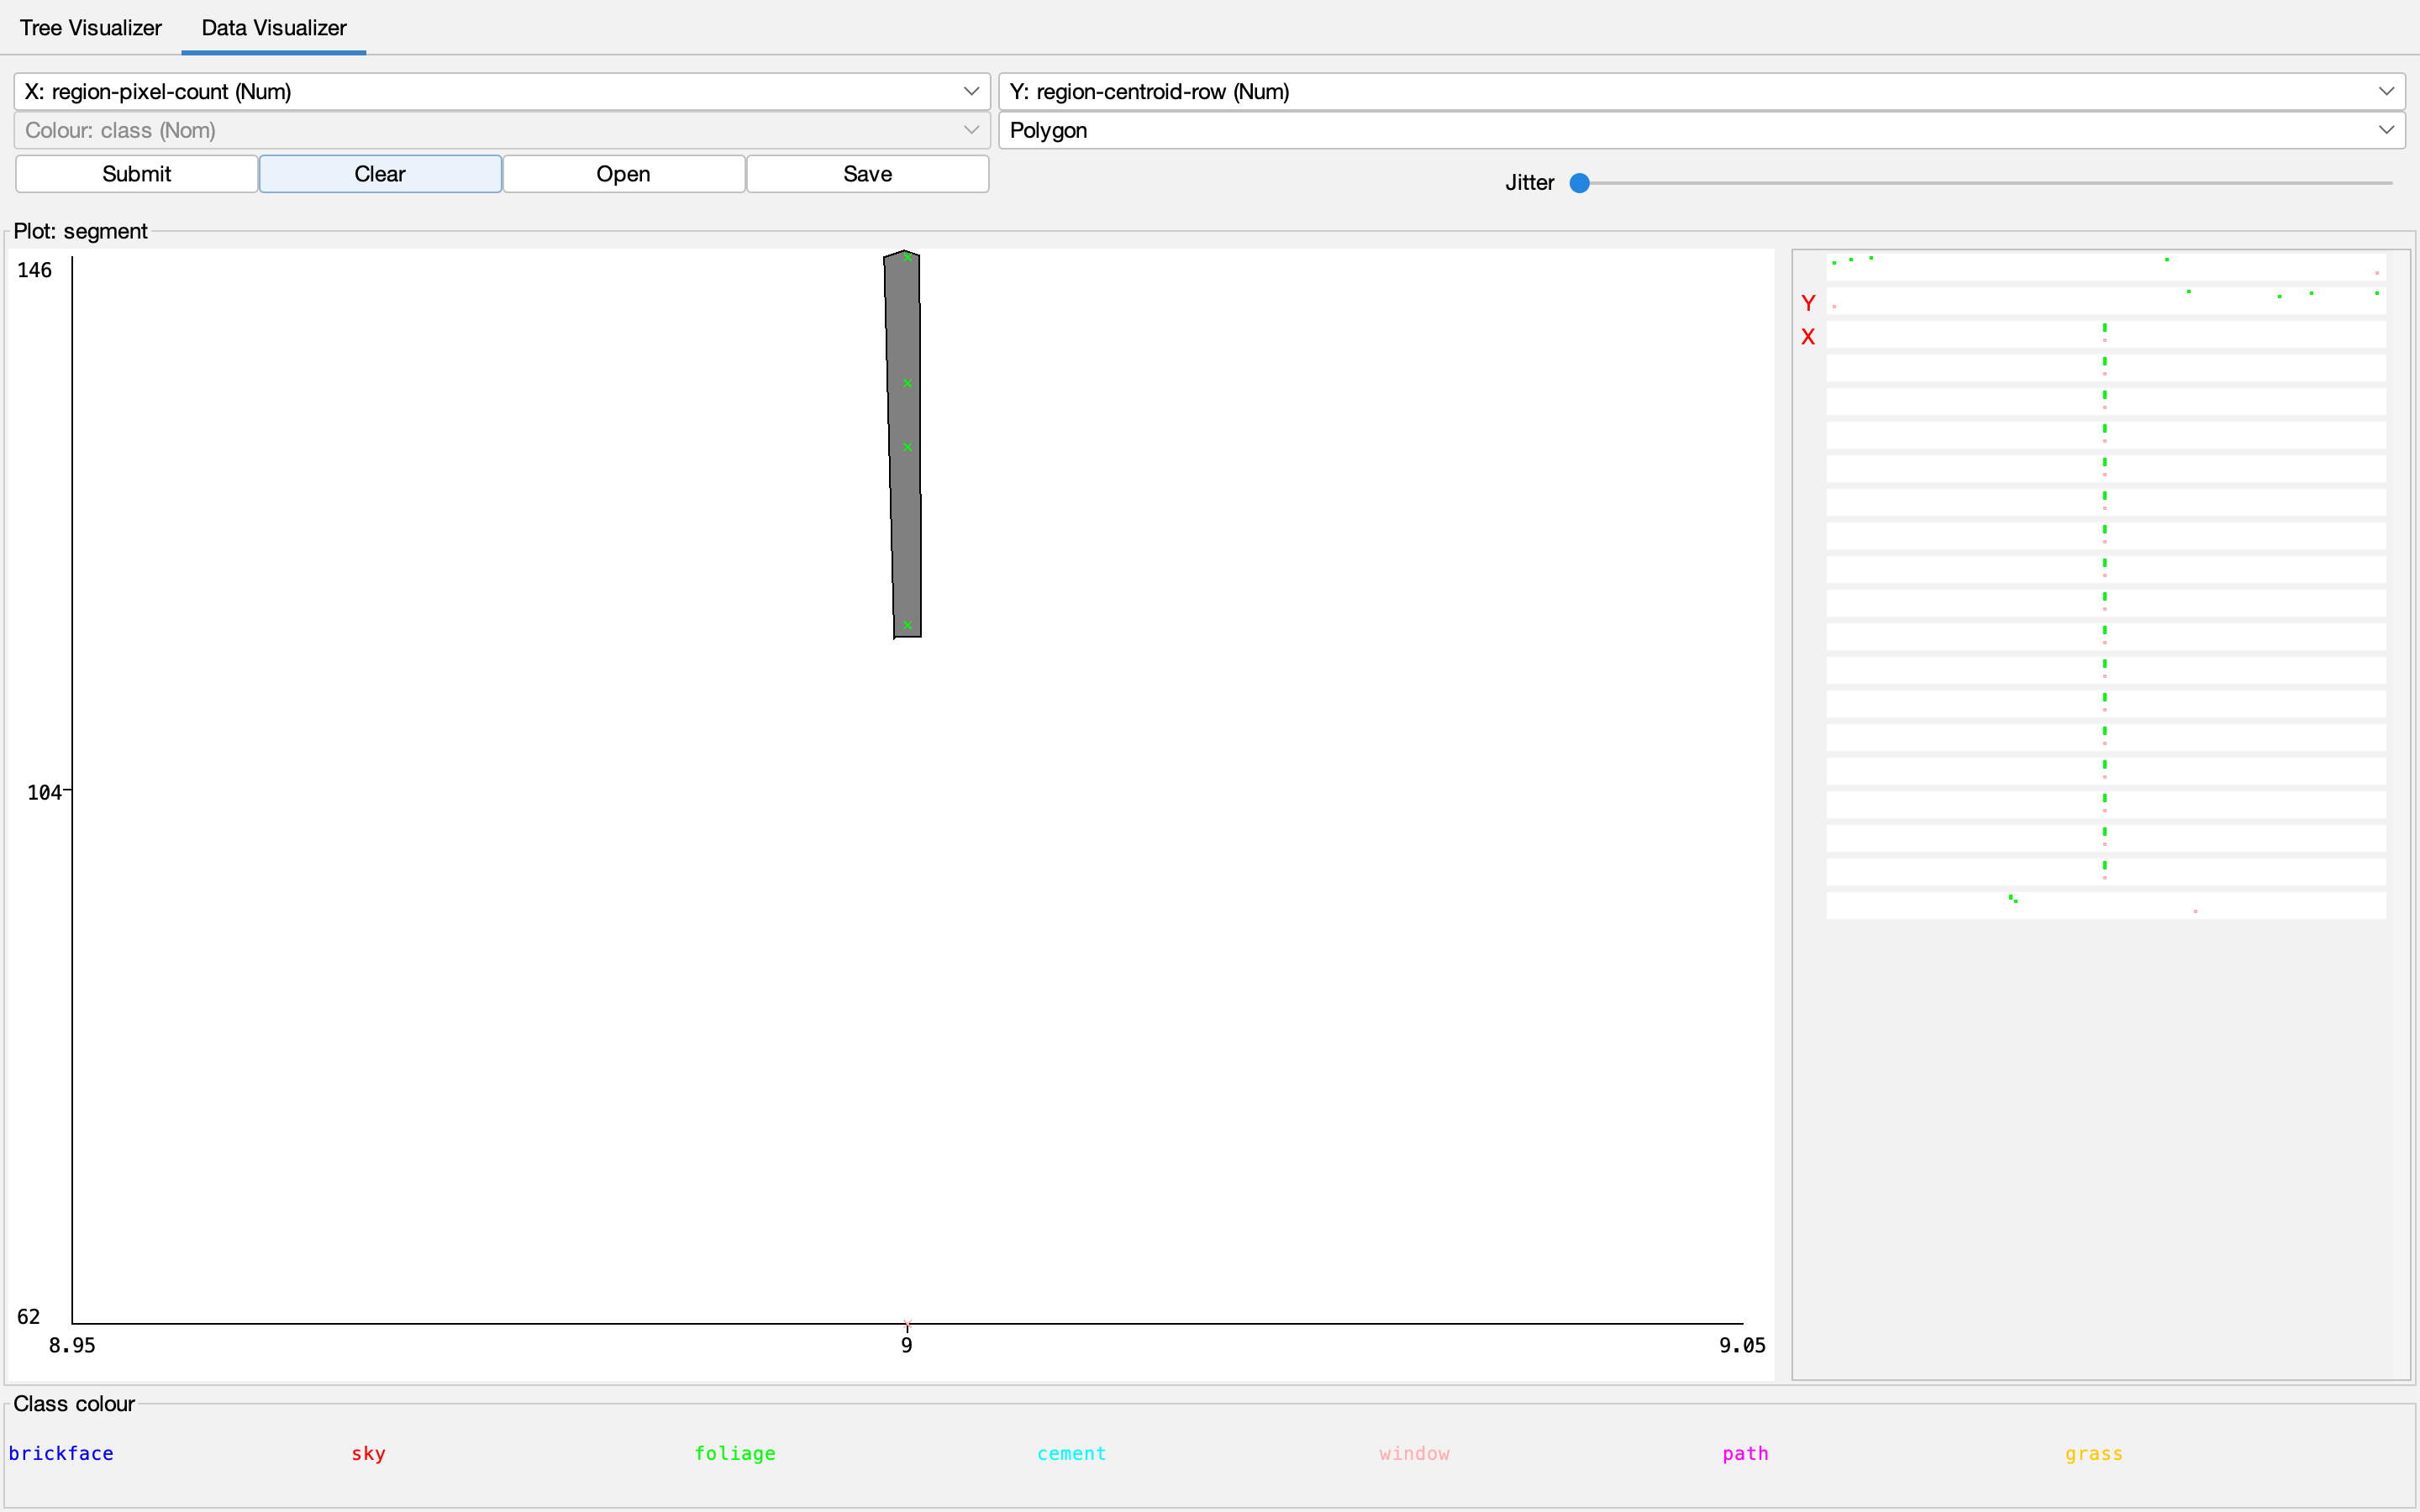 Tree Visualizer Data Visualizer
X: region-pixel-count (Num) Y: region-centroid-row (Num)
Colour: class (Nom) Polygon
Submit Clear Open Save Jitter
Plot: segment
146
Y
X
104
62
8.95 9 9.05
Class colour
brickface sky foliage cement window path grass